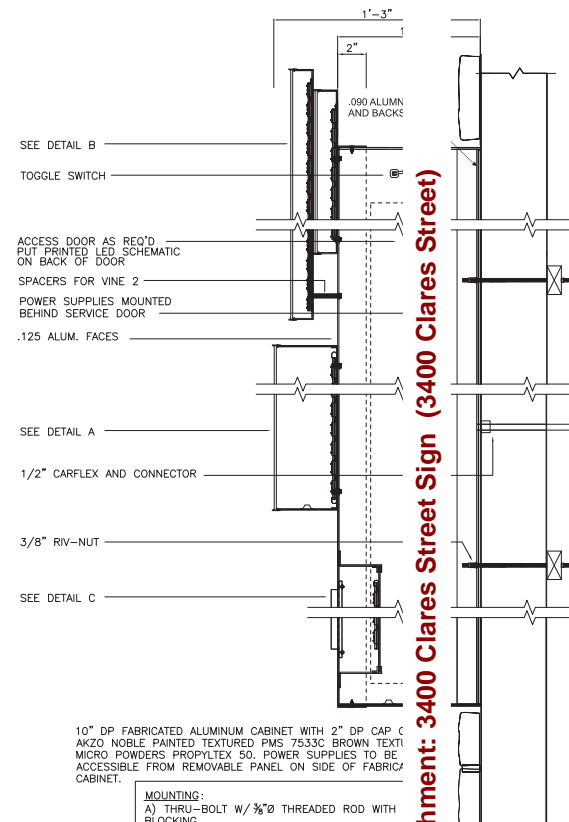 1'-3"
2"
.090 ALUMN
AND BACKS
SEE DETAIL B
TOGGLE SWITCH
ACCESS DOOR AS REQ'D
PUT PRINTED LED SCHEMATIC
ON BACK OF DOOR
SPACERS FOR VINE 2
POWER SUPPLIES MOUNTED
BEHIND SERVICE DOOR
.125 ALUM. FACES
SEE DETAIL A
1/2" CARFLEX AND CONNECTOR
3/8" RIV-NUT
SEE DETAIL C
10" DP FABRICATED ALUMINUM CABINET WITH 2" DP CAP
AKZO NOBLE PAINTED TEXTURED PMS 7533C BROWN TEXTU
MICRO POWDERS PROPYLTEX 50. POWER SUPPLIES TO BE
ACCESSIBLE FROM REMOVABLE PANEL ON SIDE OF FABRICA
CABINET.
MOUNTING:
A) THRU-BOLT W/ ⅜"Ø THREADED ROD WITH
BLOCKING
hment: 3400 Clares Street Sign (3400 Clares Street)